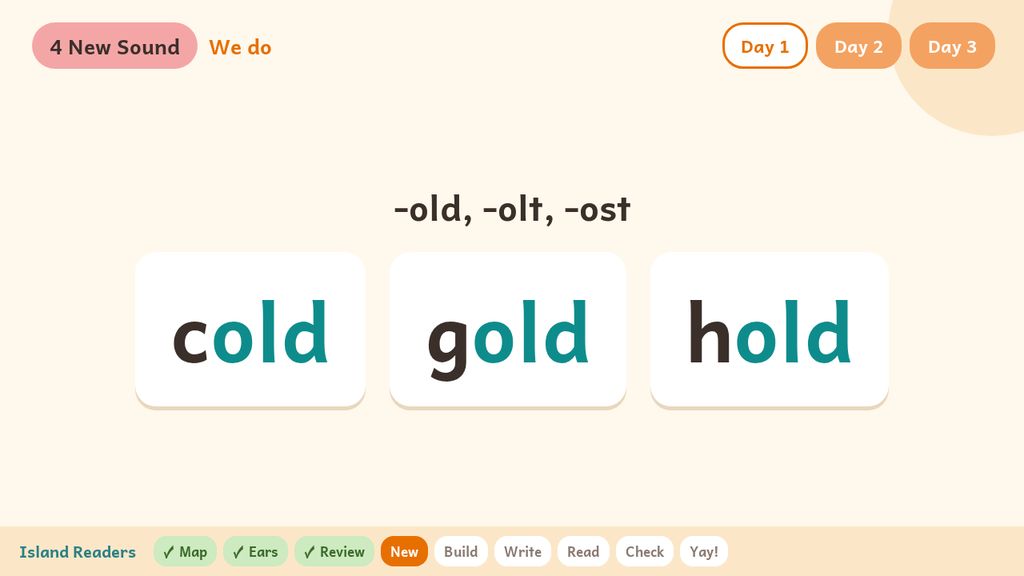 4 New Sound We do Day 1 Day 2 Day 3
-old, -olt, -ost
cold gold hold
Island Readers ✓ Map ✓ Ears ✓ Review New Build Write Read Check Yay!